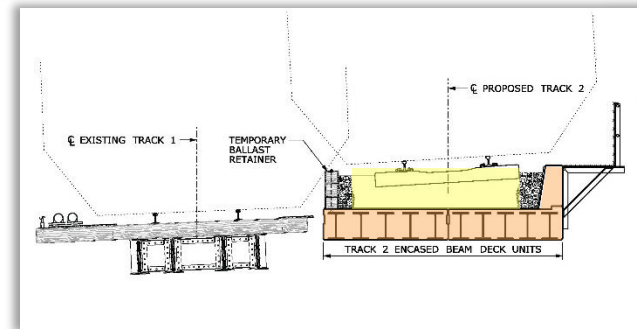 ℄ PROPOSED TRACK 2
℄ EXISTING TRACK 1
TEMPORARY
BALLAST
RETAINER
TRACK 2 ENCASED BEAM DECK UNITS